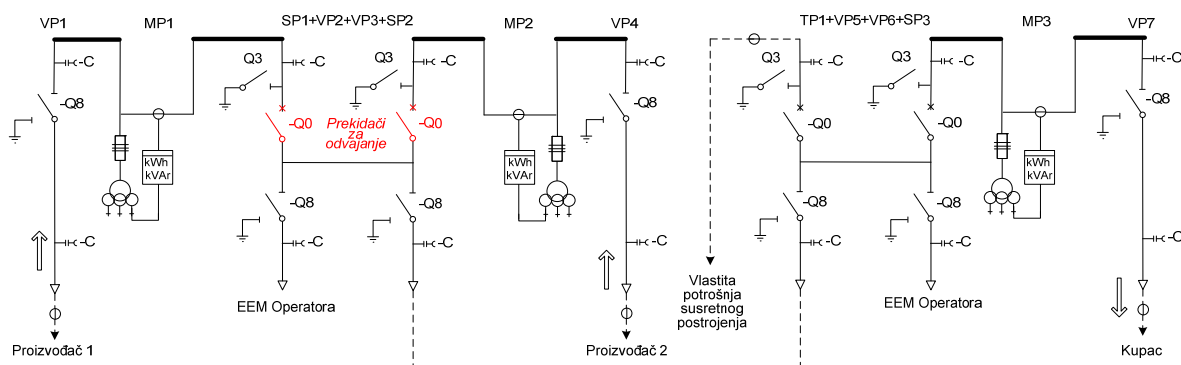 VP1
MP1
SP1+VP2+VP3+SP2
MP2
VP4
TP1+VP5+VP6+SP3
MP3
VP7
-C
Q3
-C
Q3
-C
-C
Q3
-C
Q3
-C
-C
-Q8
-Q0
Prekidači
za
odvajanje
-Q0
-Q8
-Q0
-Q0
-Q8
kWh
kVAr
kWh
kVAr
kWh
kVAr
-Q8
-Q8
-Q8
-Q8
-C
-C
-C
-C
-C
-C
-C
EEM Operatora
Vlastita
potrošnja
susretnog
postrojenja
EEM Operatora
Proizvođač 1
Proizvođač 2
Kupac